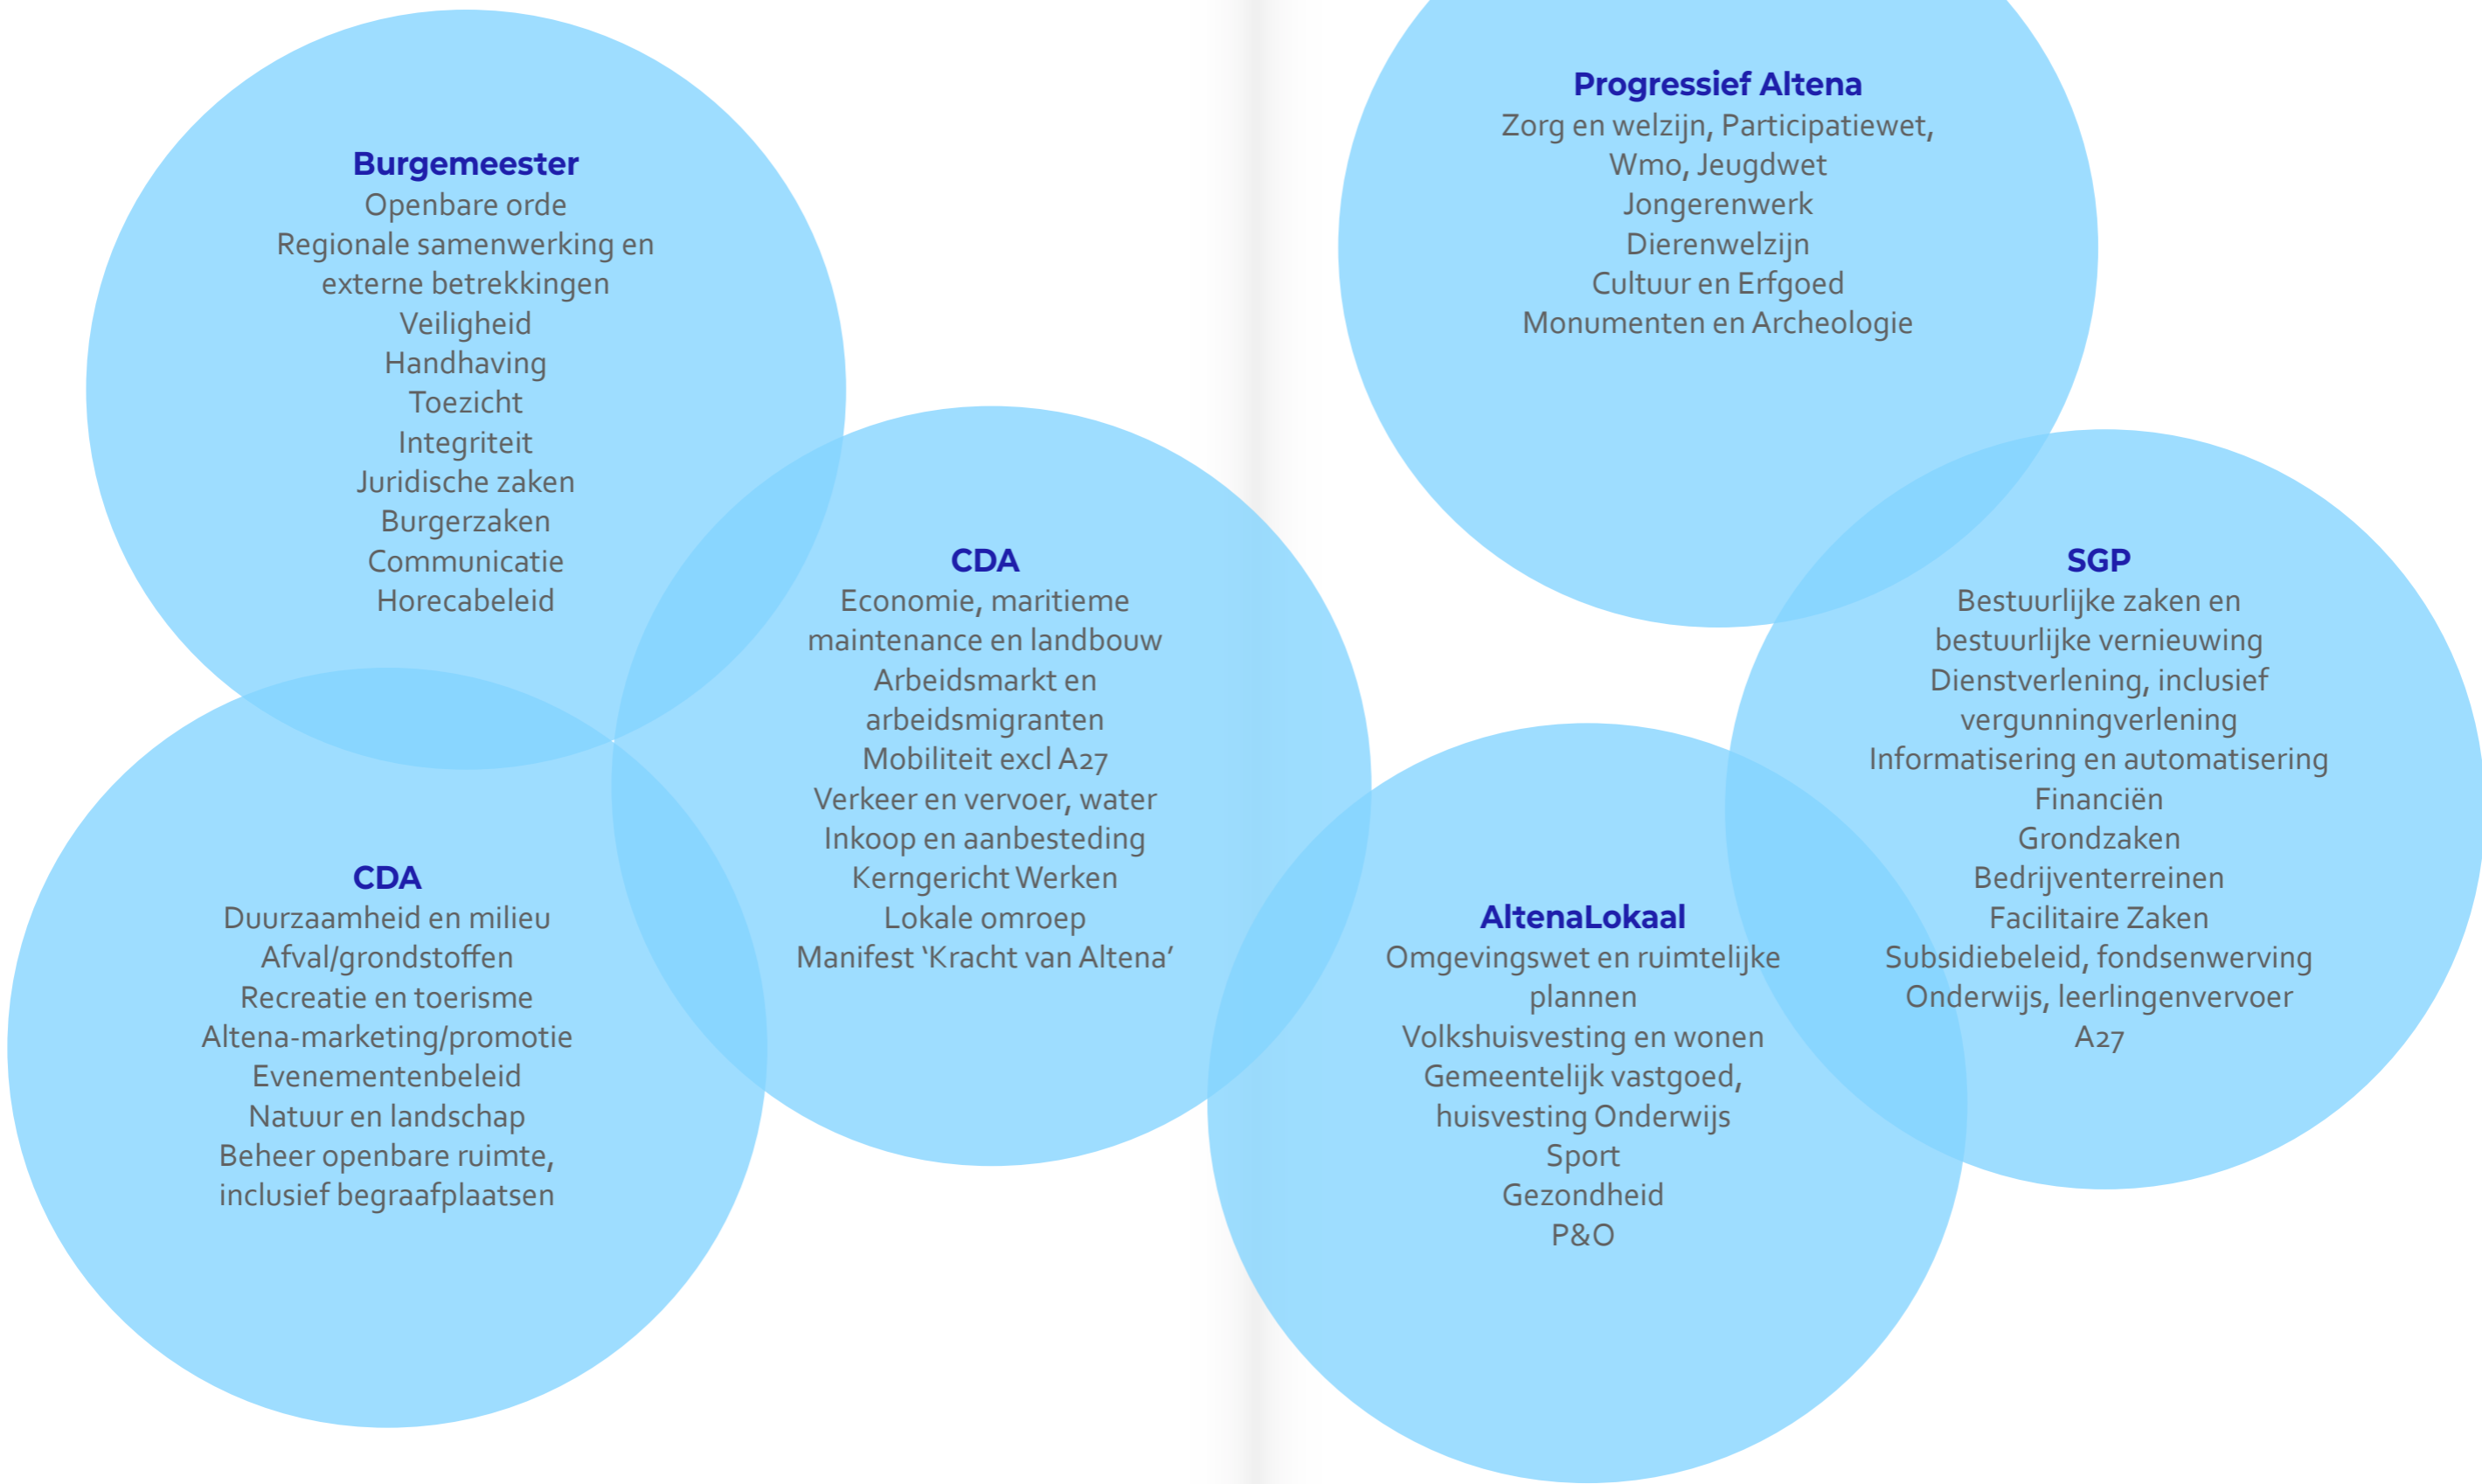 Burgemeester
Openbare orde
Regionale samenwerking en
externe betrekkingen
Veiligheid
Handhaving
Toezicht
Integriteit
Juridische zaken
Burgerzaken
Communicatie
Horecabeleid
CDA
Duurzaamheid en milieu
Afval/grondstoffen
Recreatie en toerisme
Altena-marketing/promotie
Evenementenbeleid
Natuur en landschap
Beheer openbare ruimte,
inclusief begraafplaatsen
CDA
Economie, maritieme
maintenance en landbouw
Arbeidsmarkt en
arbeidsmigranten
Mobiliteit excl A27
Verkeer en vervoer, water
Inkoop en aanbesteding
Kerngericht Werken
Lokale omroep
Manifest ‘Kracht van Altena’
Progressief Altena
Zorg en welzijn, Participatiewet,
Wmo, Jeugdwet
Jongerenwerk
Dierenwelzijn
Cultuur en Erfgoed
Monumenten en Archeologie
AltenaLokaal
Omgevingswet en ruimtelijke
plannen
Volkshuisvesting en wonen
Gemeentelijk vastgoed,
huisvesting Onderwijs
Sport
Gezondheid
P&O
SGP
Bestuurlijke zaken en
bestuurlijke vernieuwing
Dienstverlening, inclusief
vergunningverlening
Informatisering en automatisering
Financiën
Grondzaken
Bedrijventerreinen
Facilitaire Zaken
Subsidiebeleid, fondsenwerving
Onderwijs, leerlingenvervoer
A27